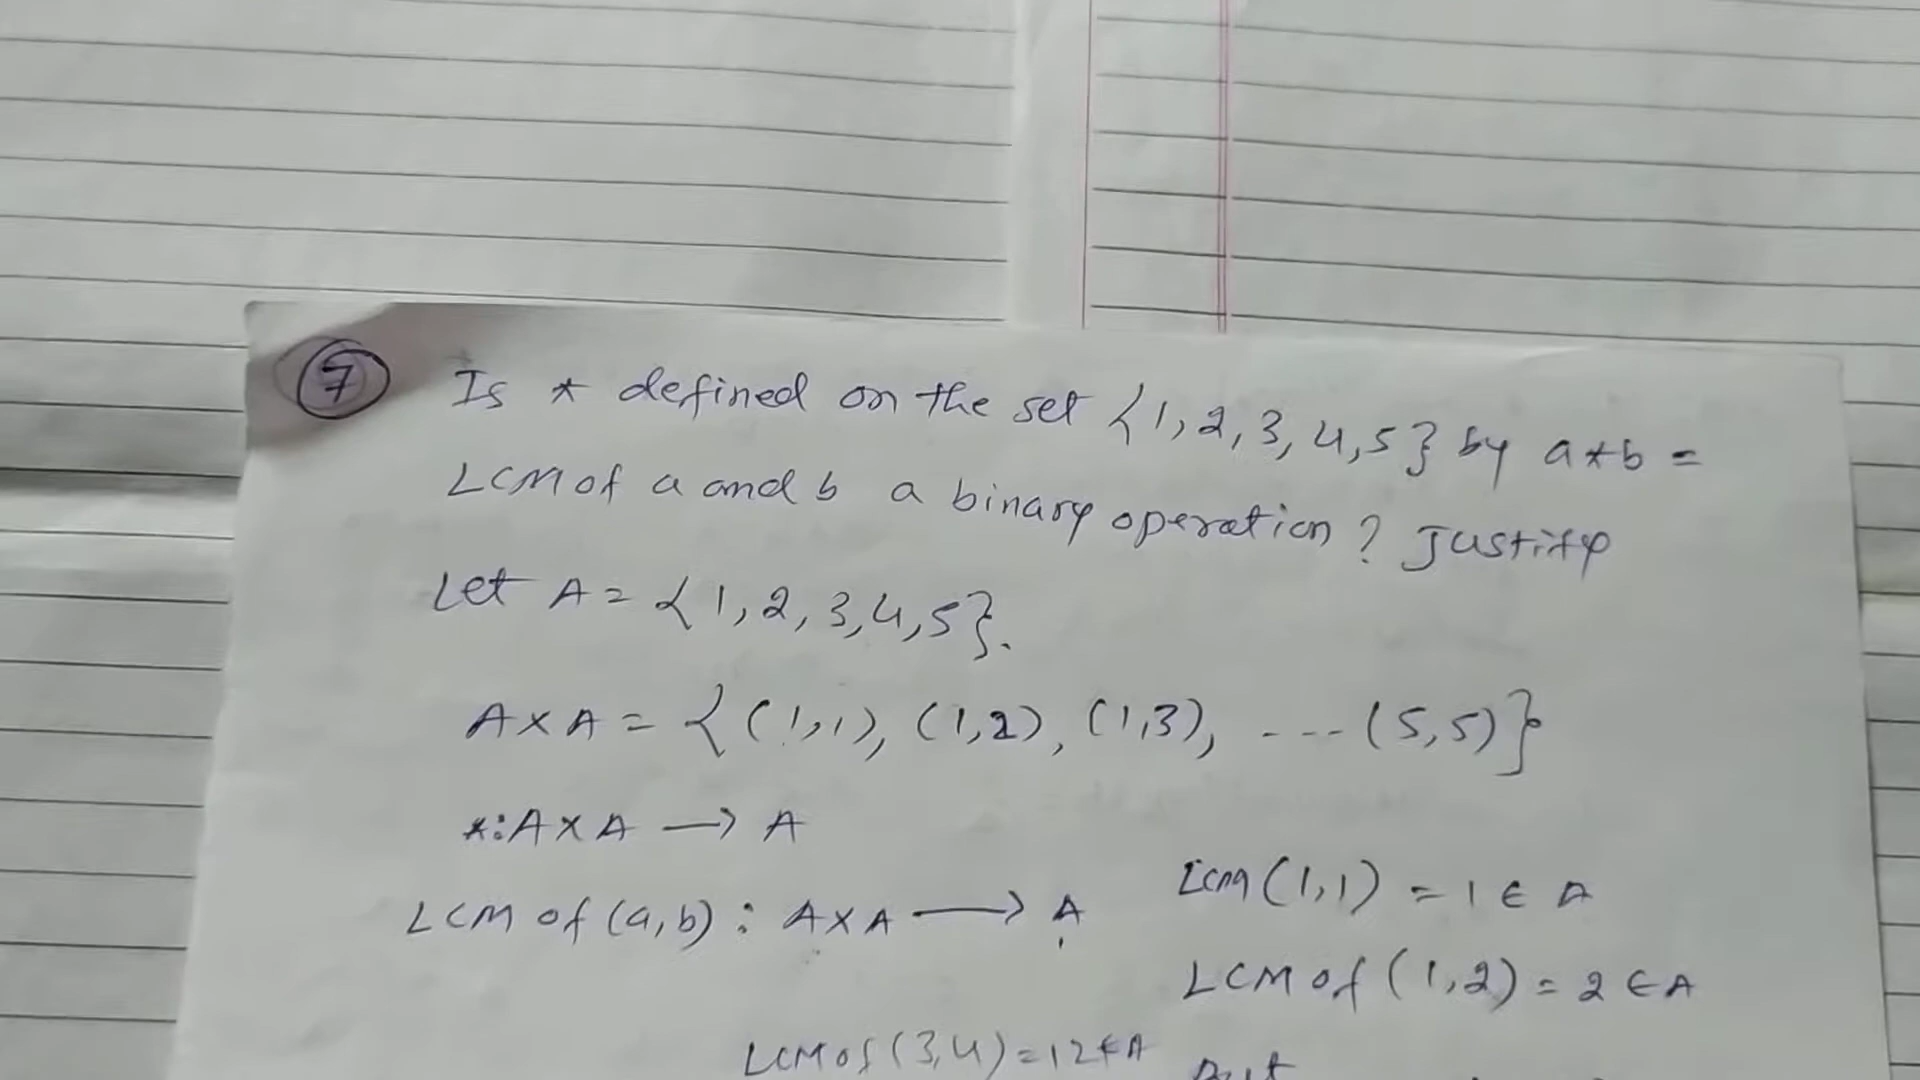 7 Is * defined on the set {1,2,3,4,5} by a*b =
LCM of a and b a binary operation? Justify
Let A = {1,2,3,4,5}.
A×A = {(1,1), (1,2), (1,3), ---- (5,5)}
*:A×A → A
LCM of (a,b) : A×A → A
Lcm (1,1) = 1 ∈ A
LCM of (1,2) = 2 ∈ A
LCM of (3,4) = 12 ∉ A
But